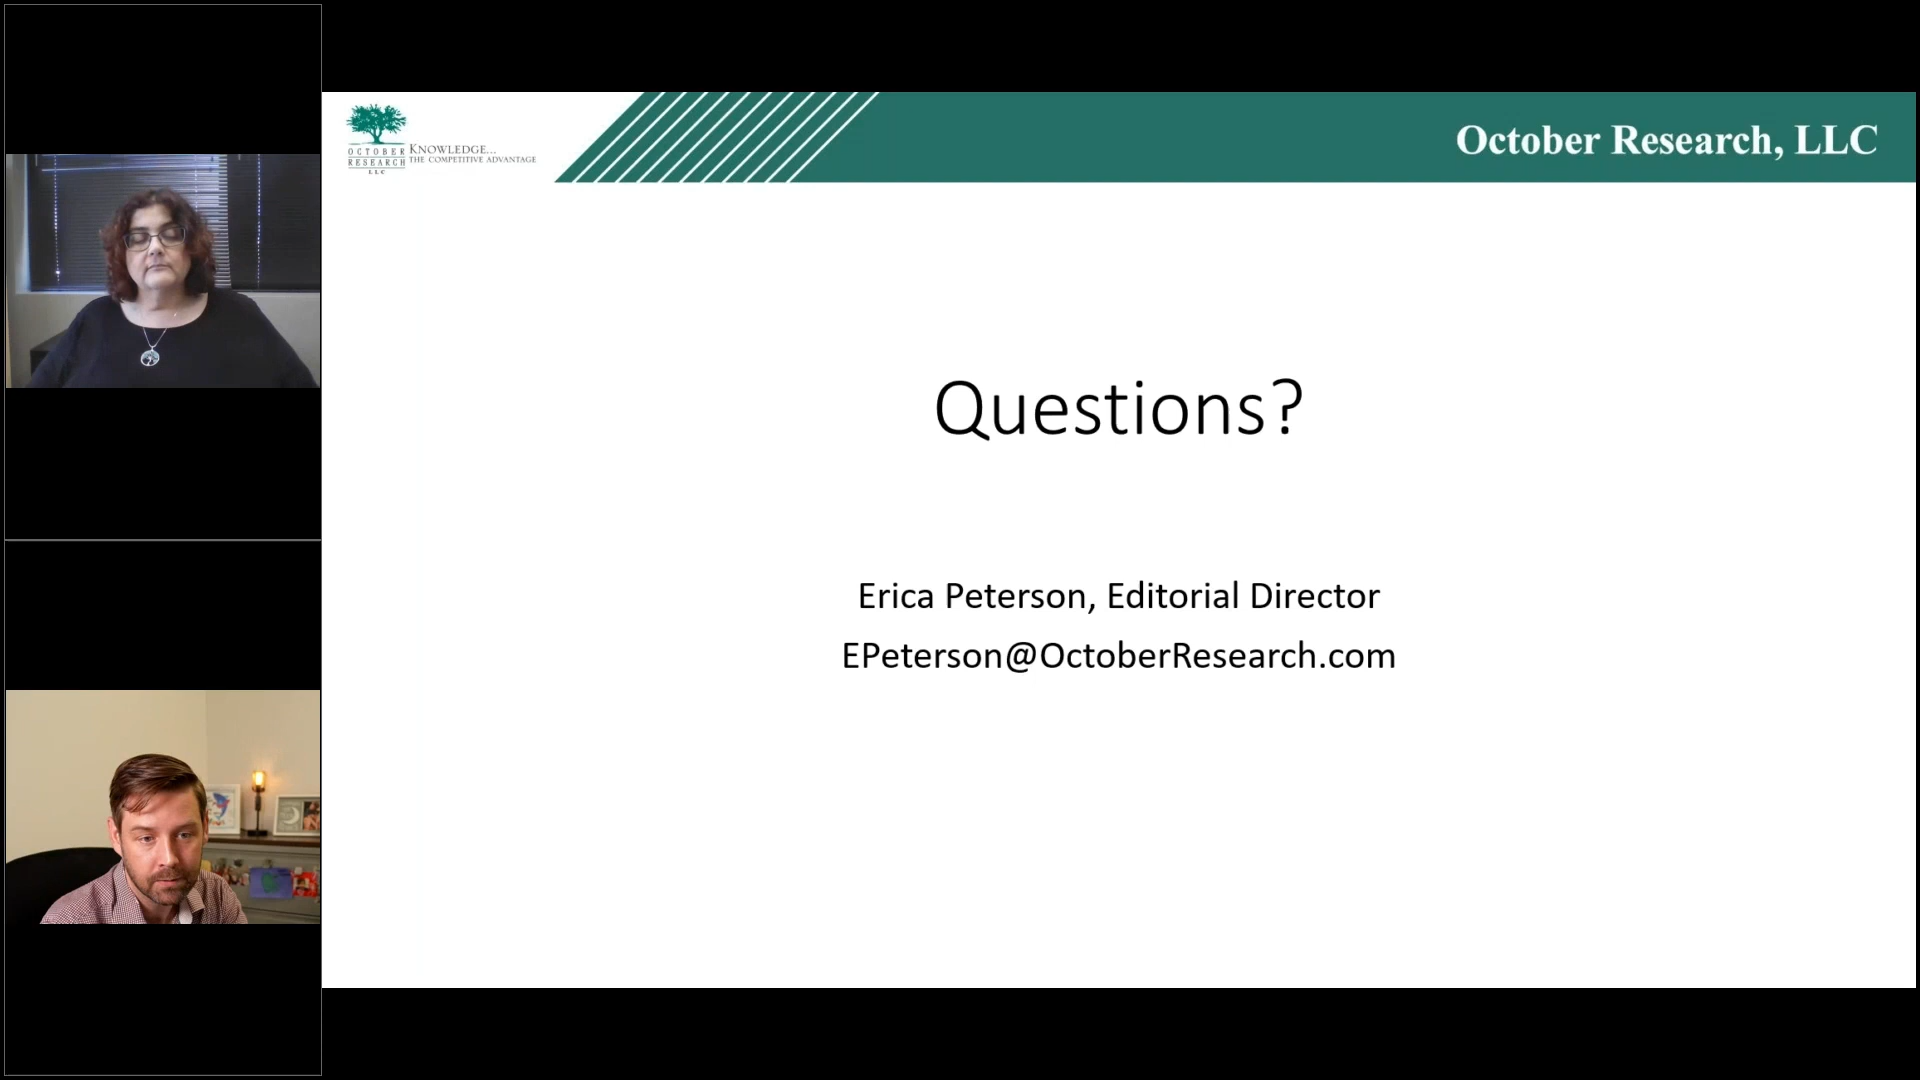 OCTOBER
RESEARCH
LLC
KNOWLEDGE...
THE COMPETITIVE ADVANTAGE
October Research, LLC
Questions?
Erica Peterson, Editorial Director
EPeterson@OctoberResearch.com